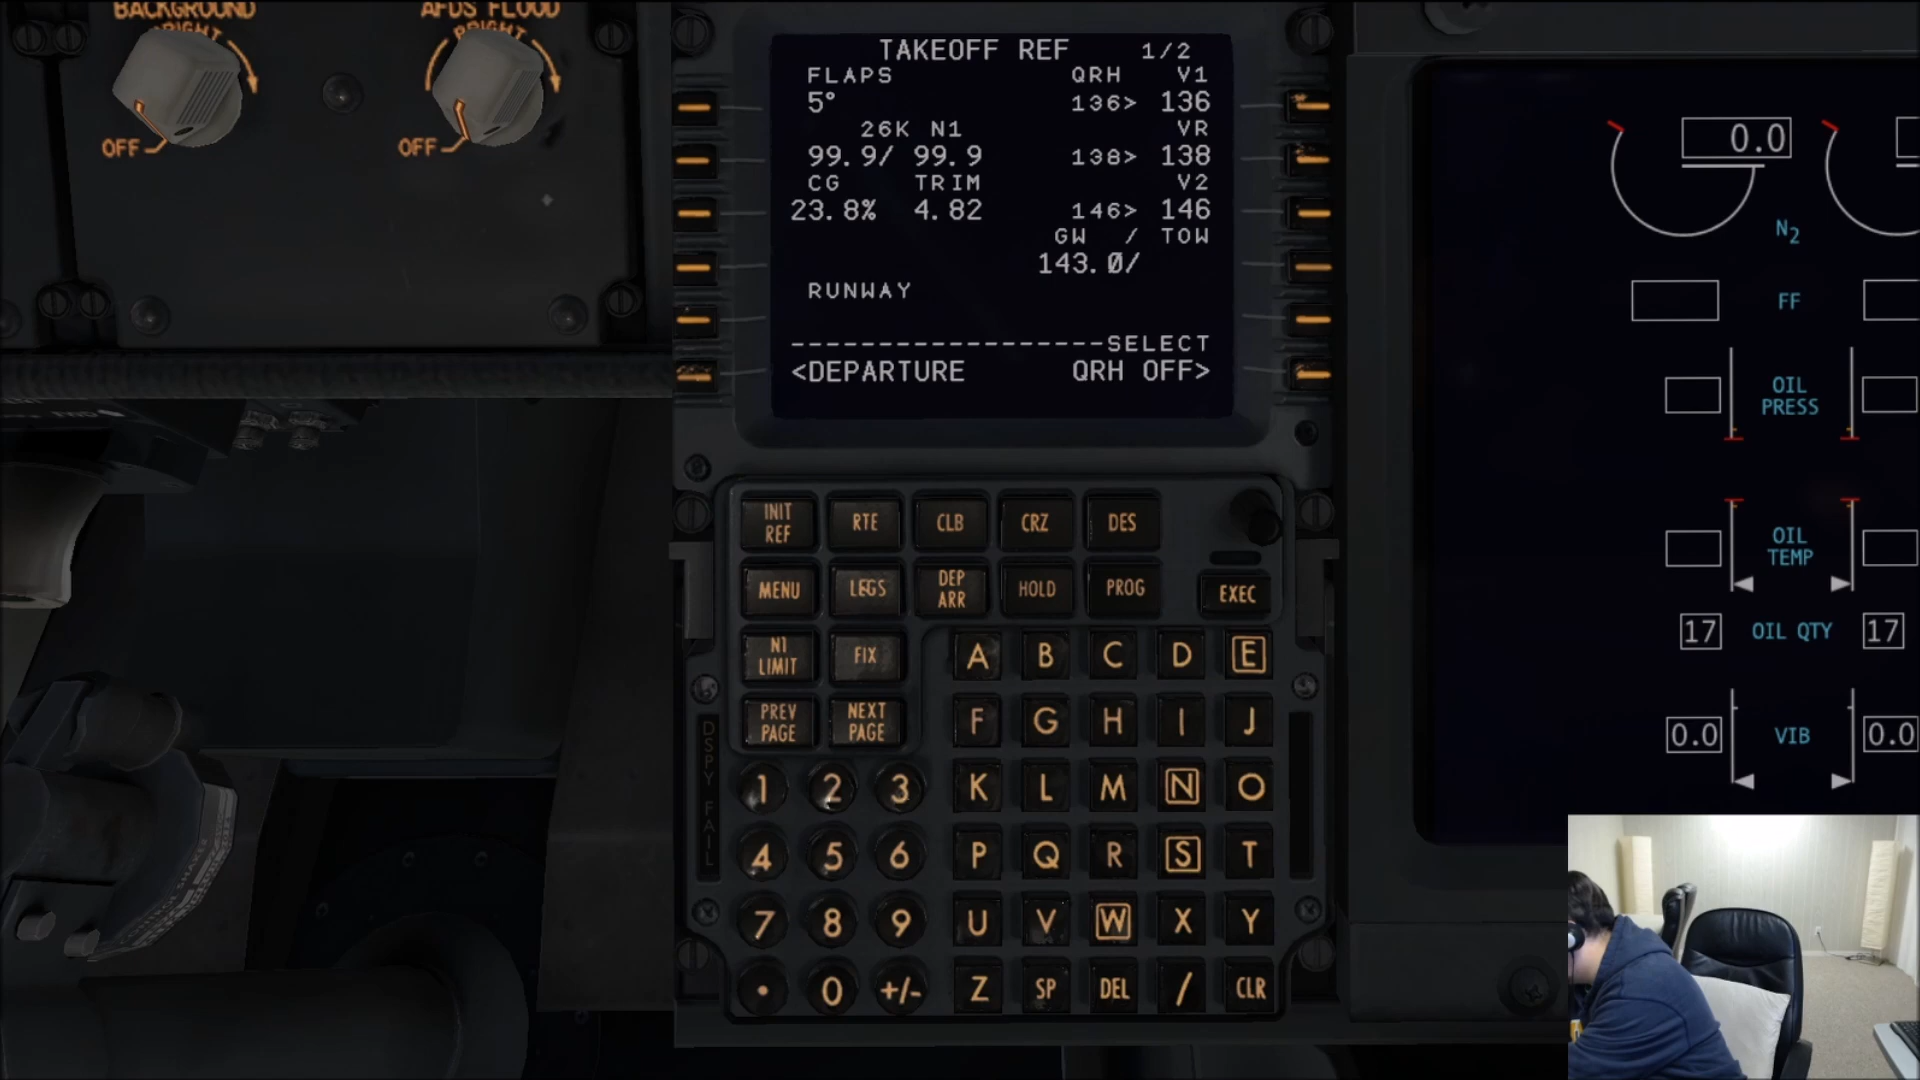 BACKGROUND
BRIGHT
OFF
AFDS FLOOD
BRIGHT
OFF
TAKEOFF REF 1/2
FLAPS QRH V1
5° 136> 136
26K N1 VR
99.9/ 99.9 138> 138
CG TRIM V2
23.8% 4.82 146> 146
GW / TOW
143.0/
RUNWAY
------------------SELECT
<DEPARTURE QRH OFF>
INIT REF RTE CLB CRZ DES
MENU LEGS DEP ARR HOLD PROG EXEC
N1 LIMIT FIX A B C D E
PREV PAGE NEXT PAGE F G H I J
1 2 3 K L M N O
4 5 6 P Q R S T
7 8 9 U V W X Y
. 0 +/- Z SP DEL / CLR
DSPY FAIL
0.0
N2
FF
OIL PRESS
OIL TEMP
17 OIL QTY 17
0.0 VIB 0.0